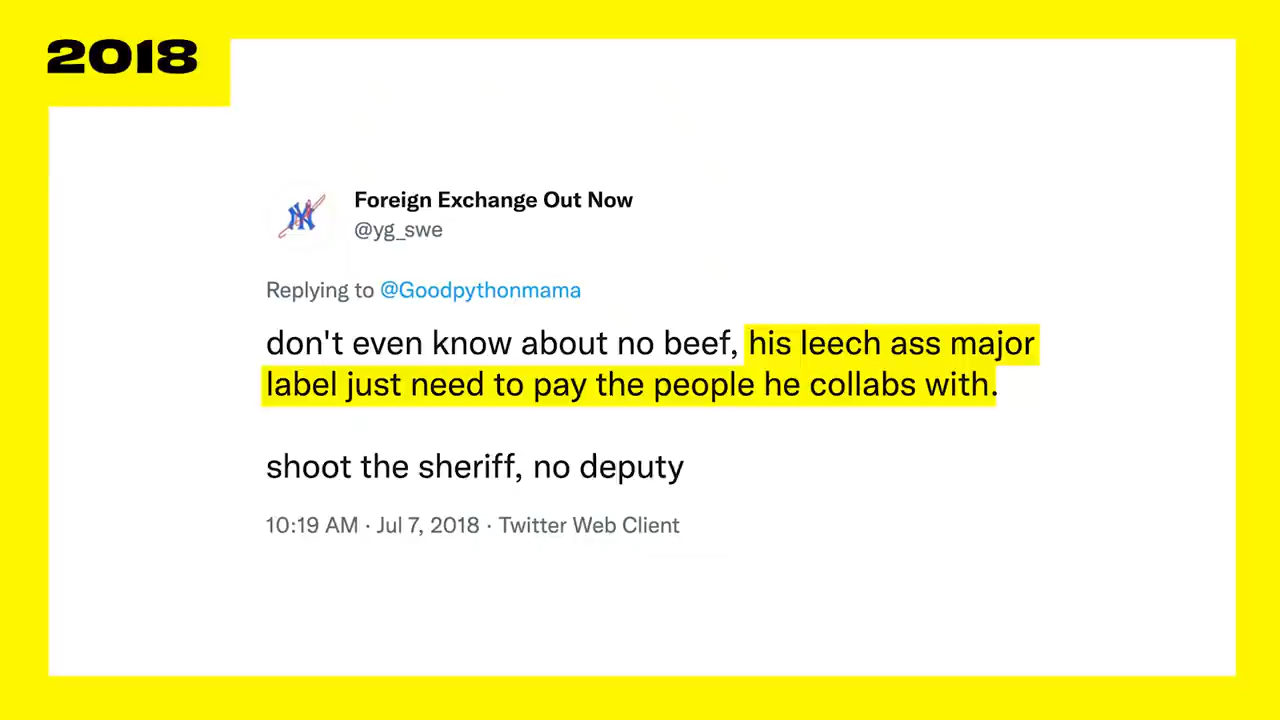 2018
Foreign Exchange Out Now
@yg_swe
Replying to @Goodpythonmama
don't even know about no beef, his leech ass major
label just need to pay the people he collabs with.
shoot the sheriff, no deputy
10:19 AM · Jul 7, 2018 · Twitter Web Client